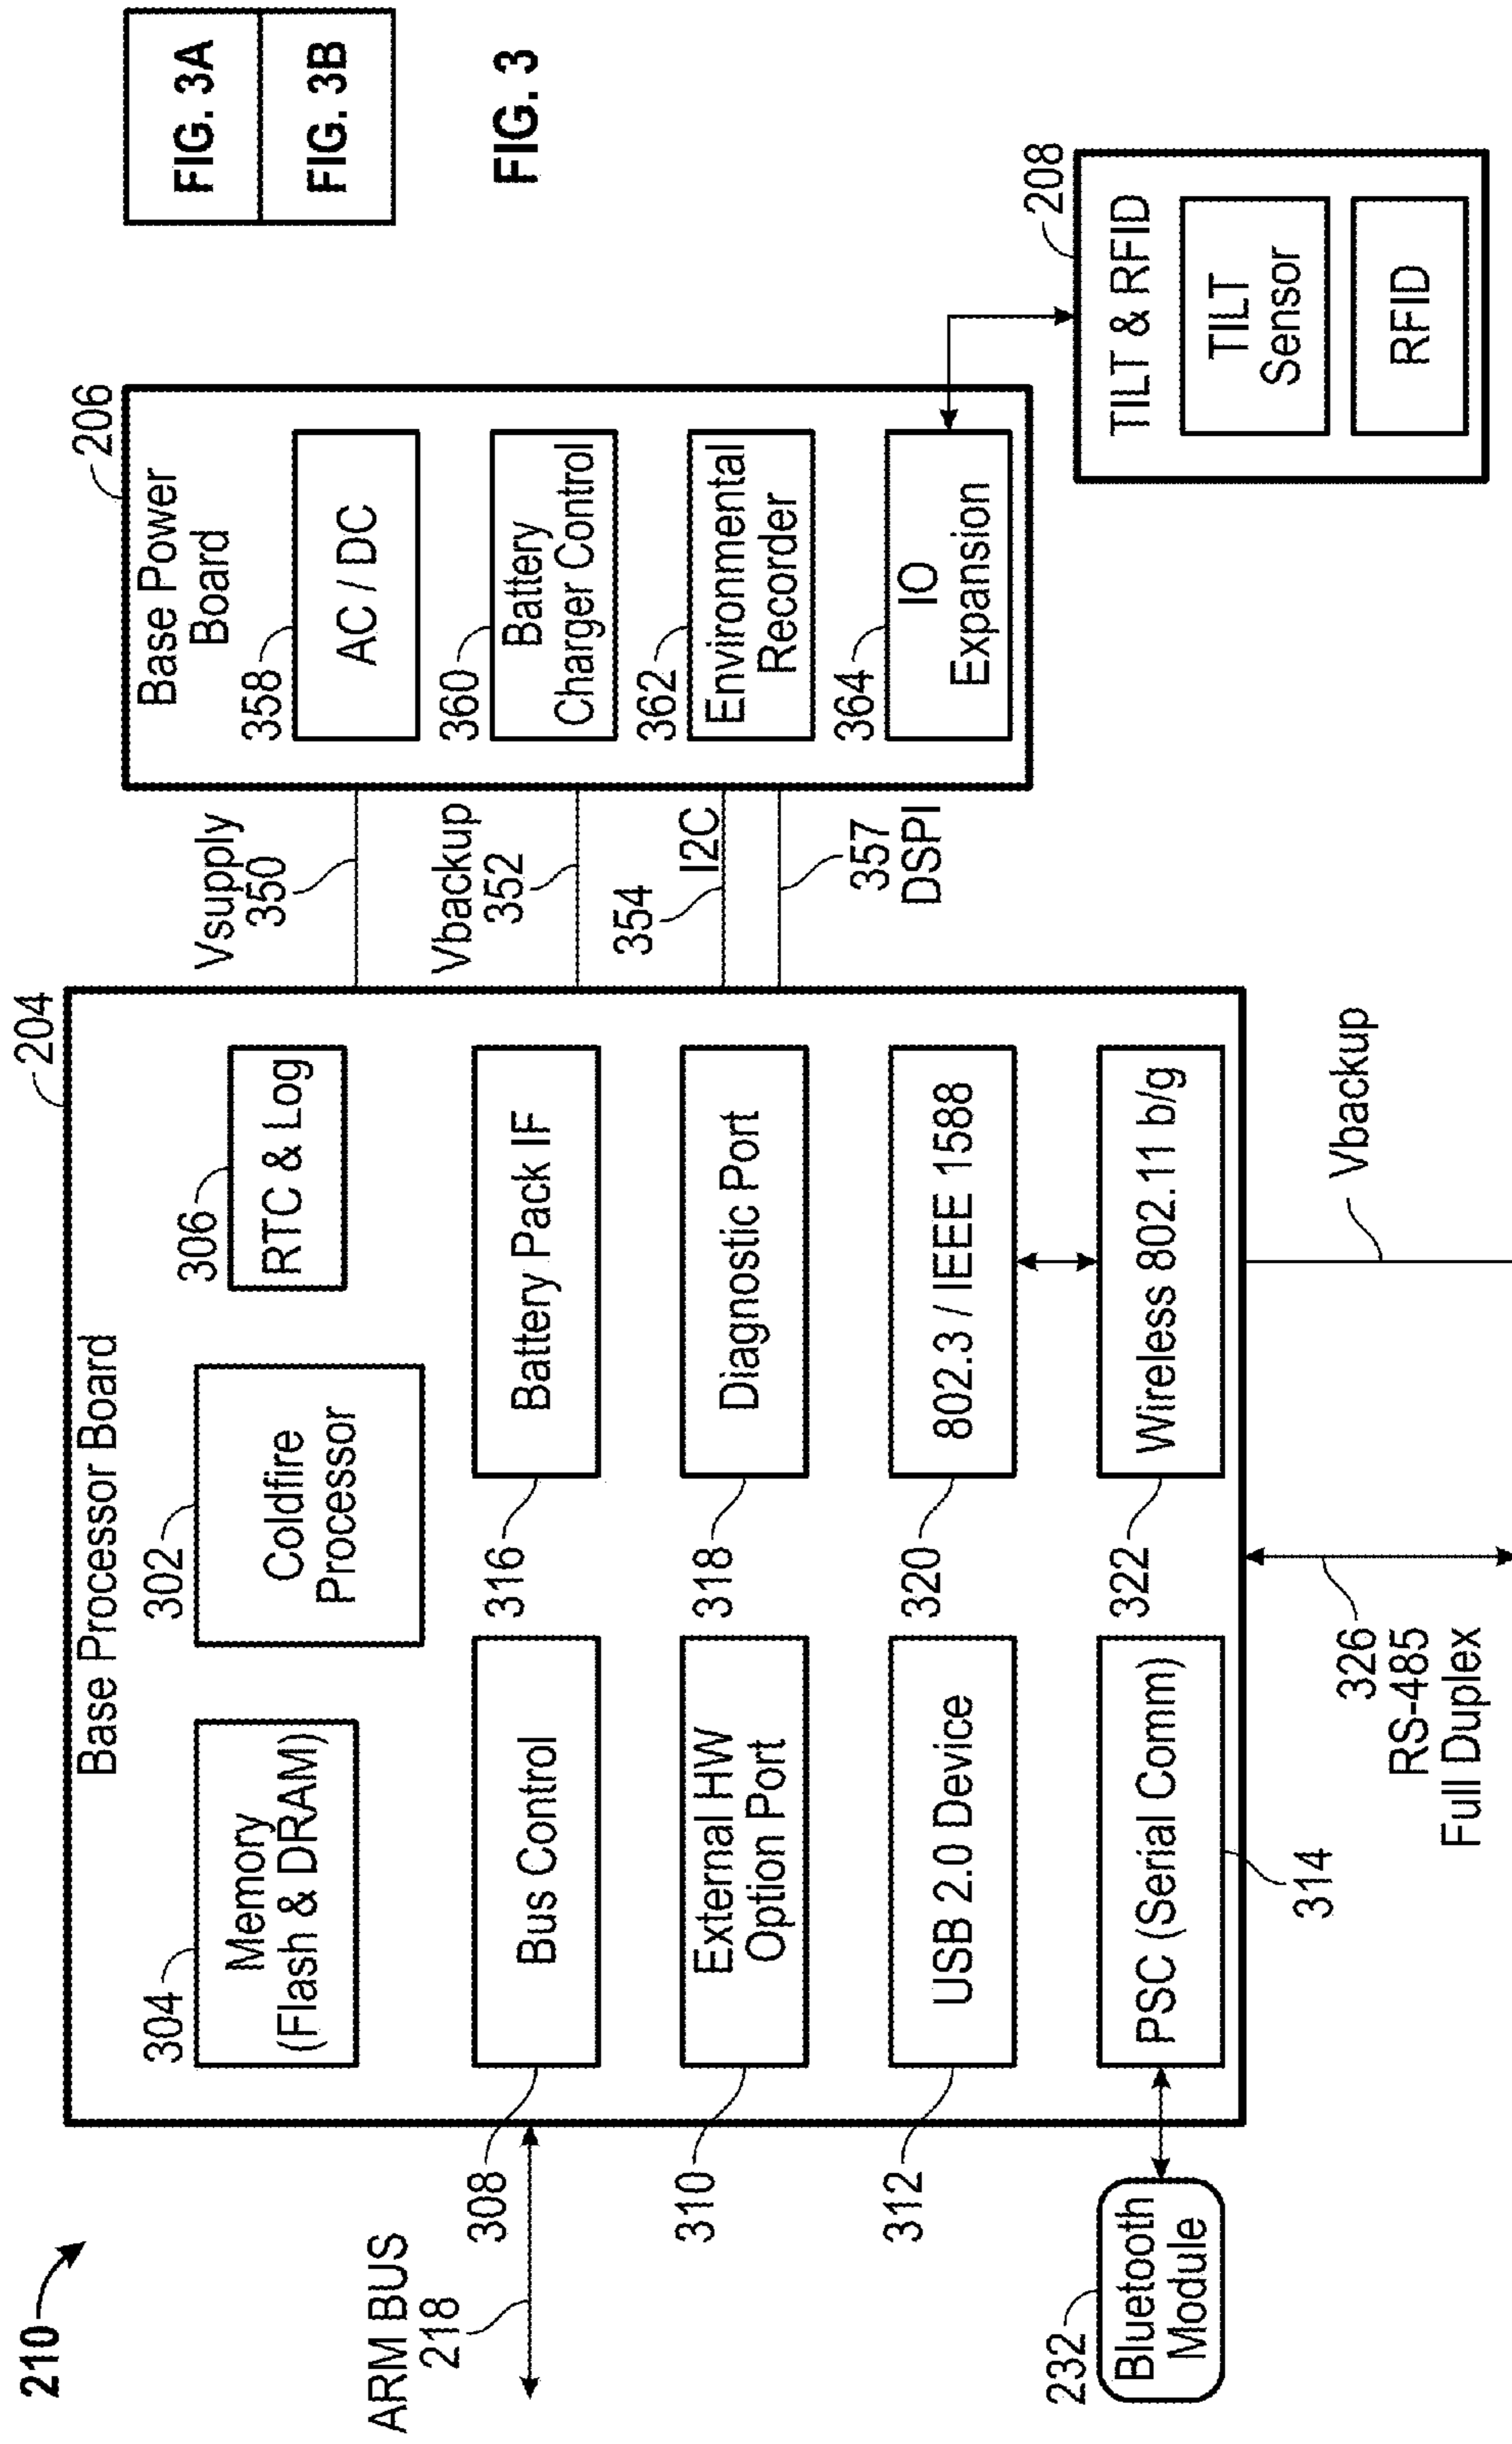 210
ARM BUS
218
Base Processor Board
204
304
Memory
(Flash & DRAM)
302
Coldfire
Processor
306
RTC & Log
308
Bus Control
316
Battery Pack IF
310
External HW
Option Port
318
Diagnostic Port
312
USB 2.0 Device
320
802.3 / IEEE 1588
PSC (Serial Comm)
314
322
Wireless 802.11 b/g
232
Bluetooth
Module
326
RS-485
Full Duplex
Vbackup
Vsupply
350
Vbackup
352
354
I2C
357
DSPI
206
Base Power
Board
358
AC / DC
360
Battery
Charger Control
362
Environmental
Recorder
364
IO
Expansion
208
TILT & RFID
TILT
Sensor
RFID
FIG. 3A
FIG. 3B
FIG. 3